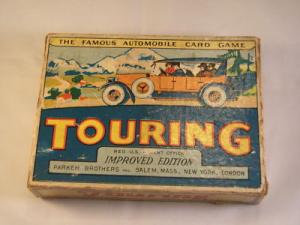 THE FAMOUS AUTOMOBILE CARD GAME
TOURING
REG. U.S. PATENT OFFICE
IMPROVED EDITION
PARKER BROTHERS INC. SALEM, MASS., NEW YORK, LONDON